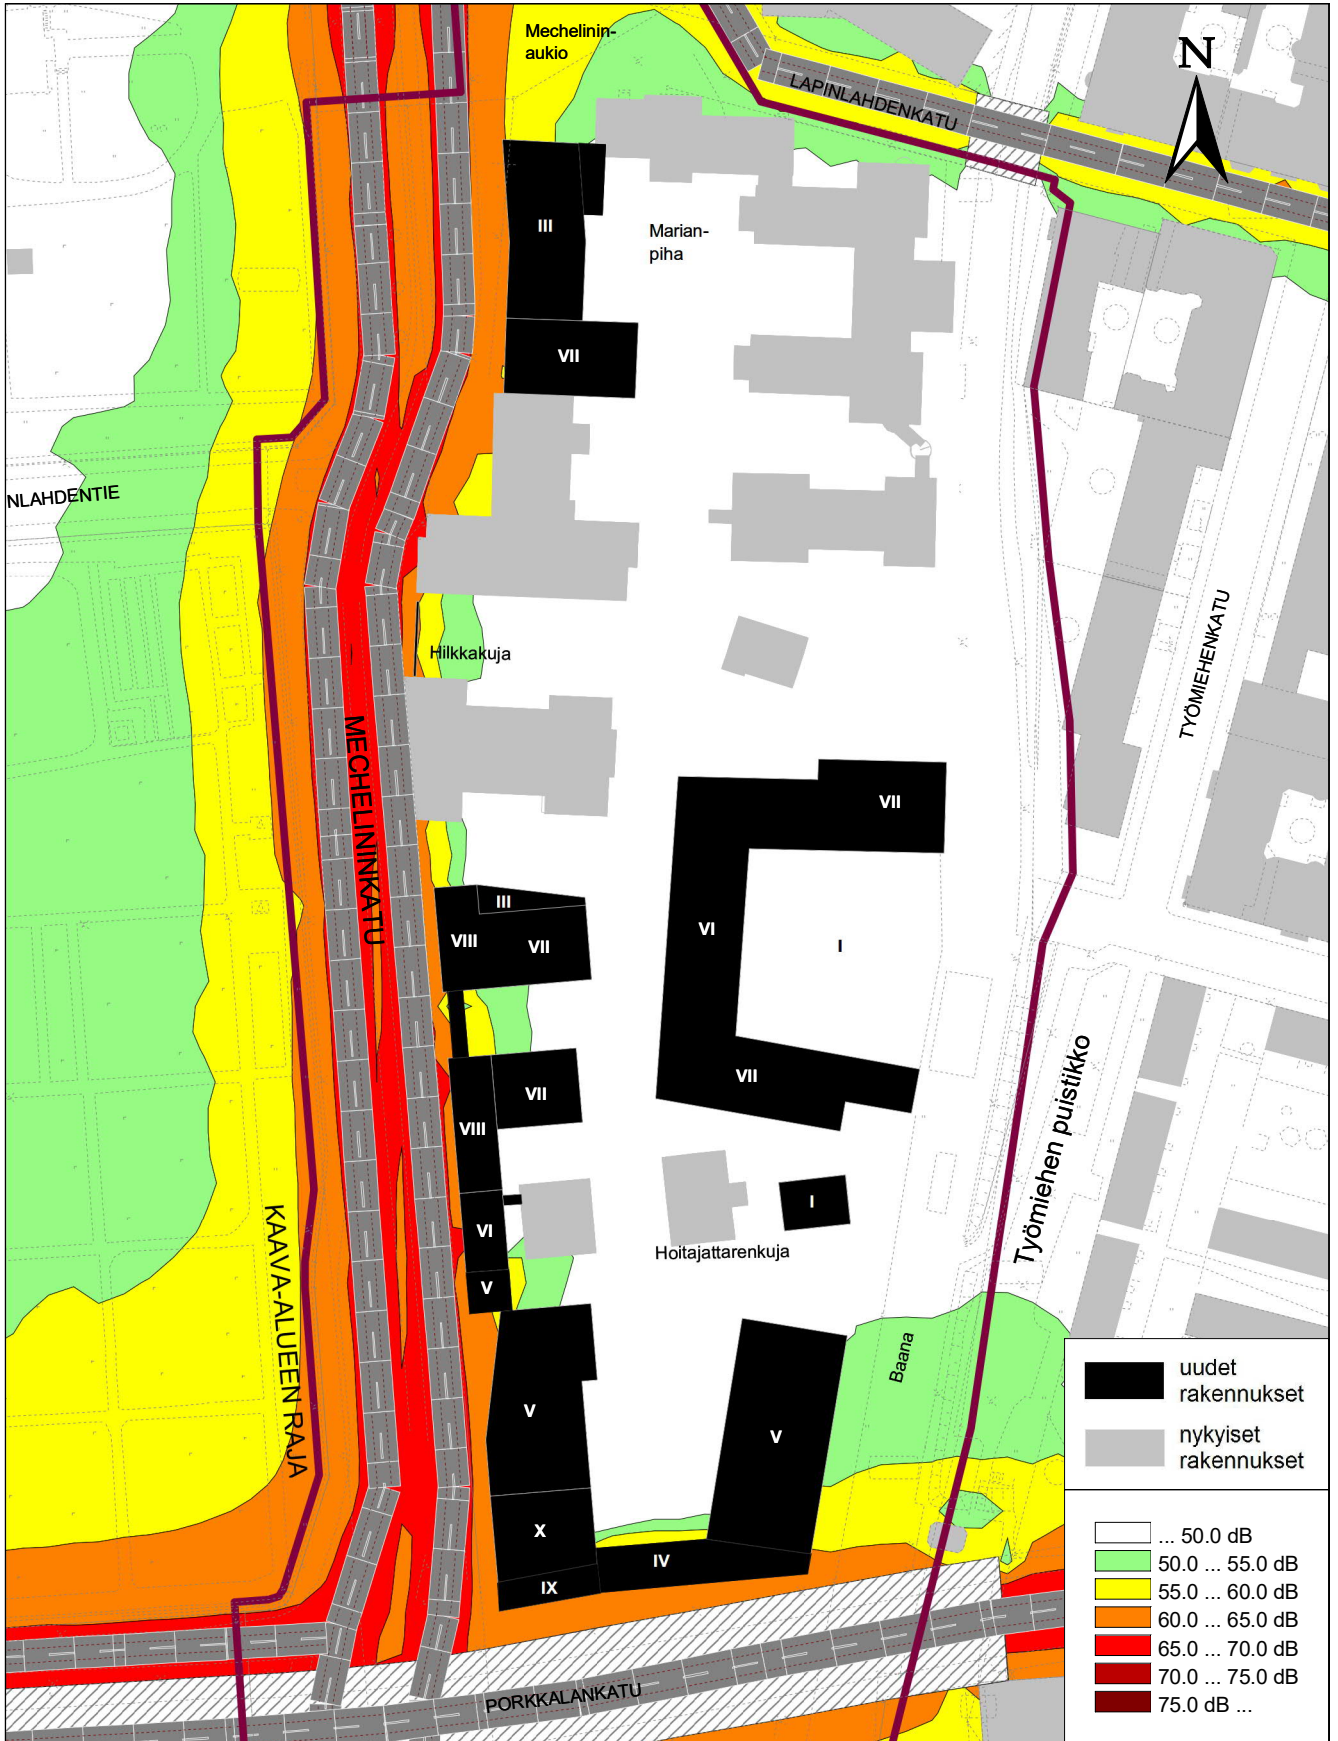 Mechelinin-
aukio
N
LAPINLAHDENKATU
III
Marian-
piha
VII
NLAHDENTIE
TYÖMIEHENKATU
Hilkkakuja
MECHELININKATU
VII
III
VIII
VII
VI
I
VII
VII
VIII
Työmiehen puistikko
I
VI
Hoitajattarenkuja
V
KAAVA-ALUEEN RAJA
Baana
V
V
X
IV
IX
PORKKALANKATU
uudet
rakennukset
nykyiset
rakennukset
... 50.0 dB
50.0 ... 55.0 dB
55.0 ... 60.0 dB
60.0 ... 65.0 dB
65.0 ... 70.0 dB
70.0 ... 75.0 dB
75.0 dB ...